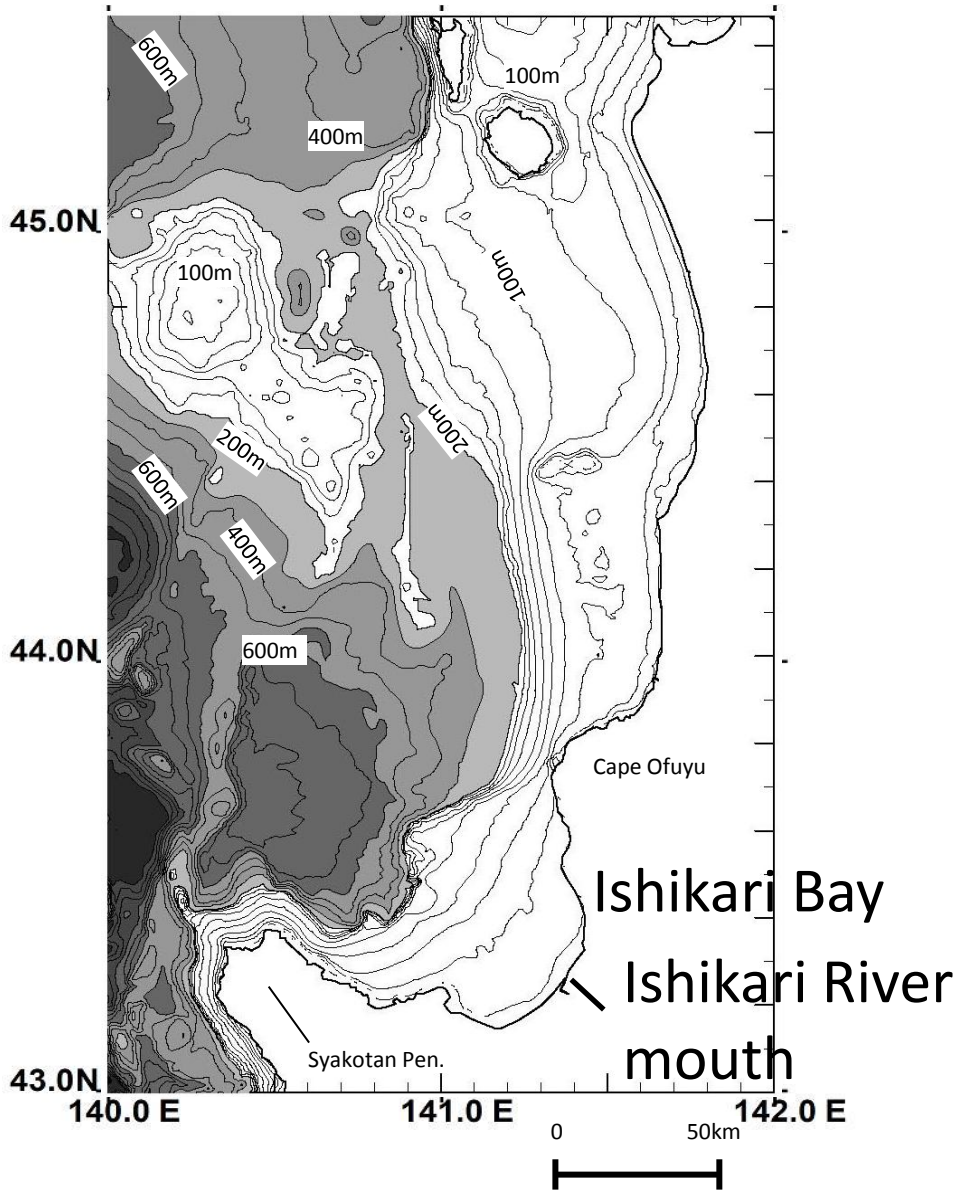 600m
100m
400m
45.0N
100m
100m
200m
200m
600m
400m
44.0N
600m
Cape Ofuyu
Ishikari Bay
Ishikari River
mouth
Syakotan Pen.
43.0N
140.0 E
141.0 E
142.0 E
0
50km